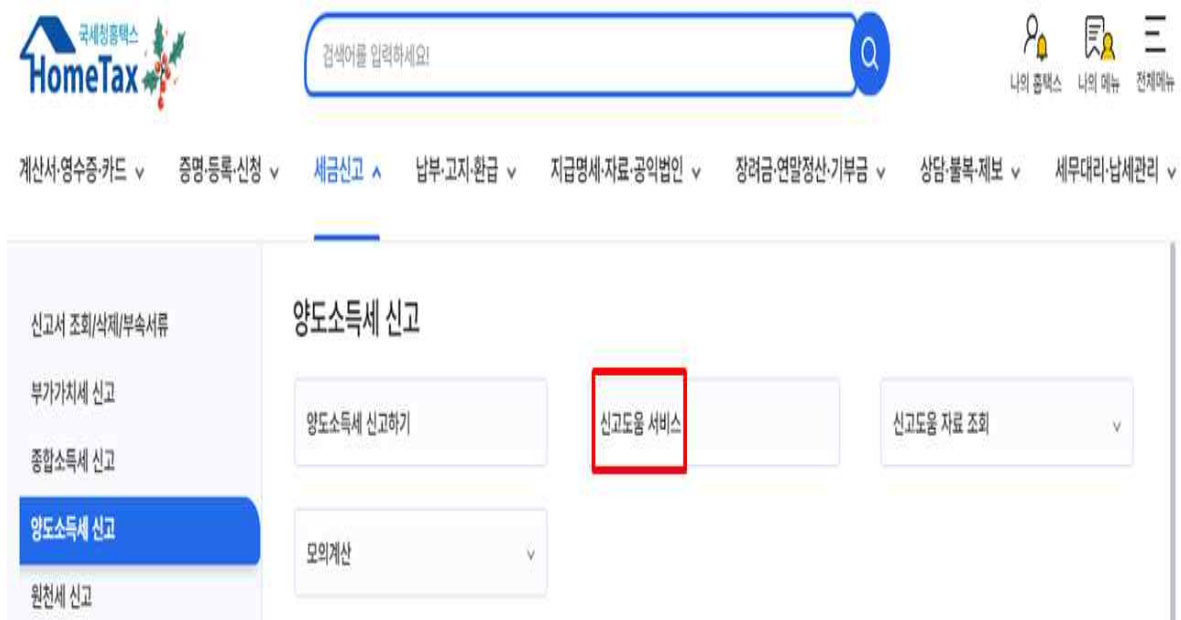 국세청홈택스
HomeTax
검색어를 입력하세요!
나의 홈택스
나의 메뉴
전체메뉴
계산서·영수증·카드
증명·등록·신청
세금신고
납부·고지·환급
지급명세·자료·공익법인
장려금·연말정산·기부금
상담·불복·제보
세무대리·납세관리
신고서 조회/삭제/부속서류
부가가치세 신고
종합소득세 신고
양도소득세 신고
원천세 신고
양도소득세 신고
양도소득세 신고하기
신고도움 서비스
신고도움 자료 조회
모의계산